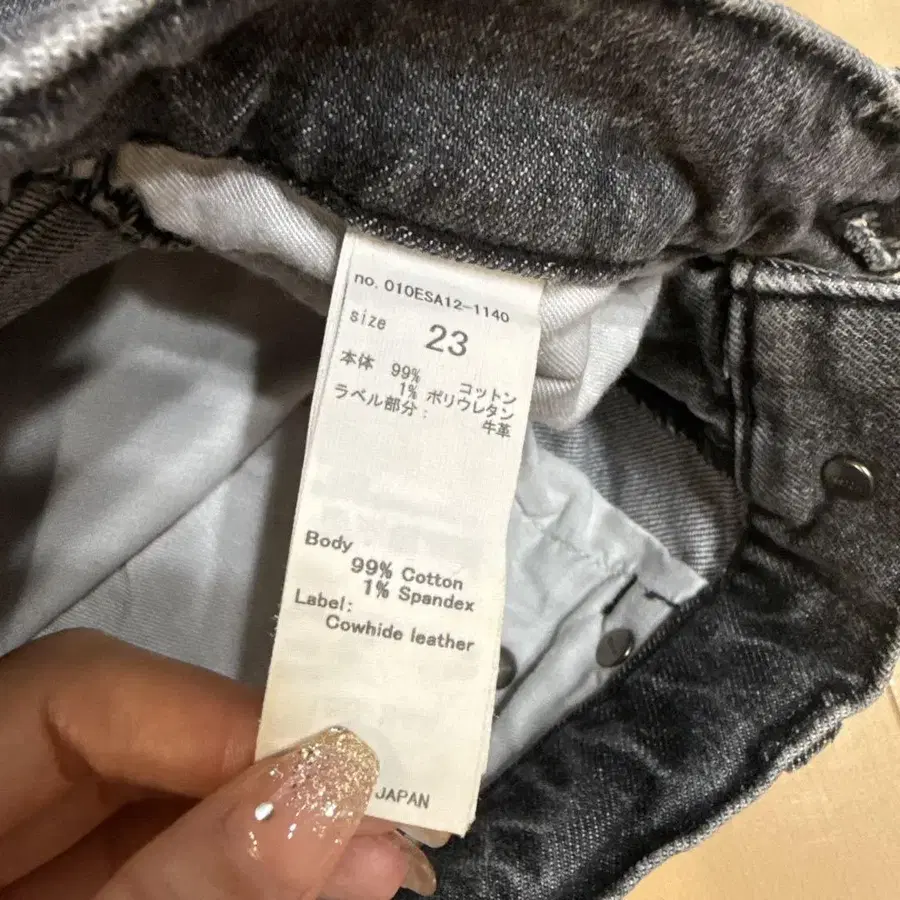 no. 010ESA12-1140
size 23
本体 99% コットン
1% ポリウレタン
ラベル部分:
牛革
Body
99% Cotton
1% Spandex
Label:
Cowhide leather
JAPAN